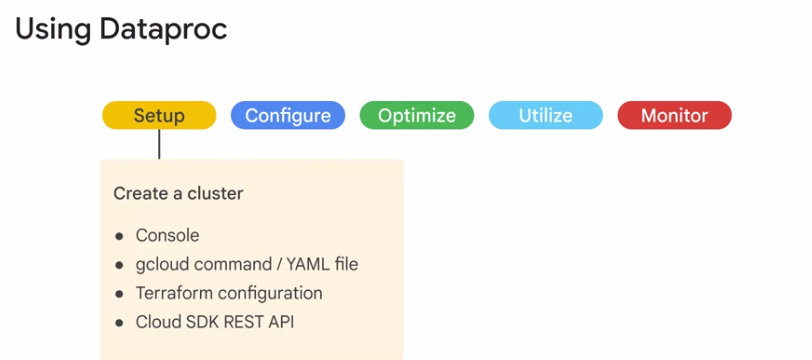 Using Dataproc
Setup Configure Optimize Utilize Monitor
Create a cluster
● Console
● gcloud command / YAML file
● Terraform configuration
● Cloud SDK REST API